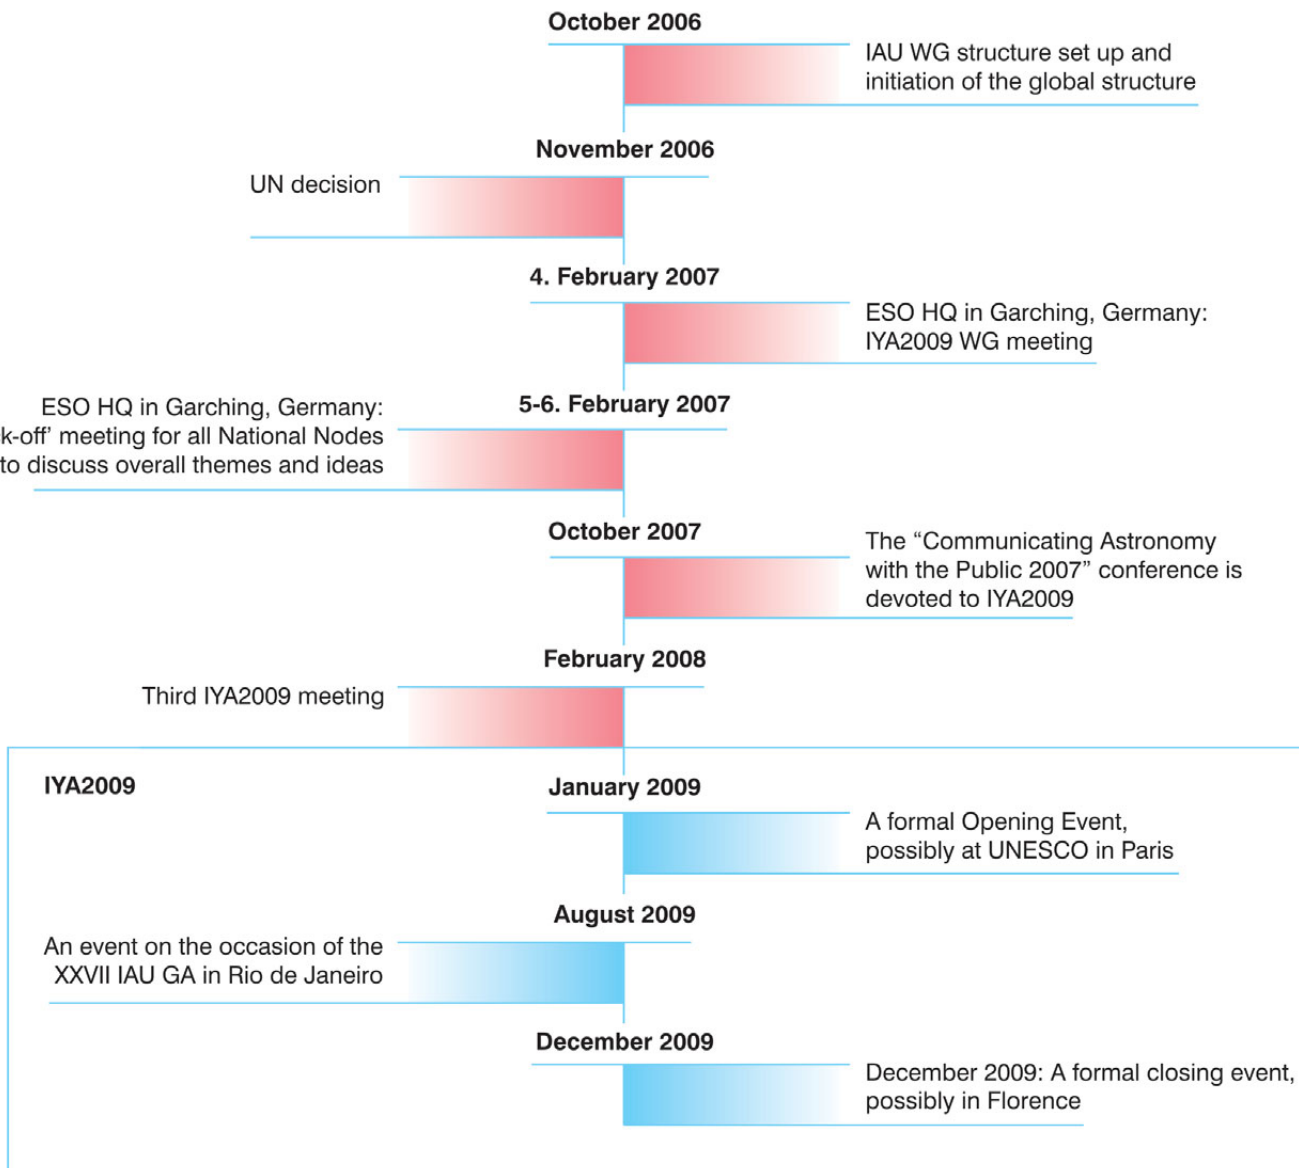 October 2006
IAU WG structure set up and
initiation of the global structure
November 2006
UN decision
4. February 2007
ESO HQ in Garching, Germany:
IYA2009 WG meeting
5-6. February 2007
ESO HQ in Garching, Germany:
k-off’ meeting for all National Nodes
to discuss overall themes and ideas
October 2007
The “Communicating Astronomy
with the Public 2007” conference is
devoted to IYA2009
February 2008
Third IYA2009 meeting
IYA2009
January 2009
A formal Opening Event,
possibly at UNESCO in Paris
August 2009
An event on the occasion of the
XXVII IAU GA in Rio de Janeiro
December 2009
December 2009: A formal closing event,
possibly in Florence